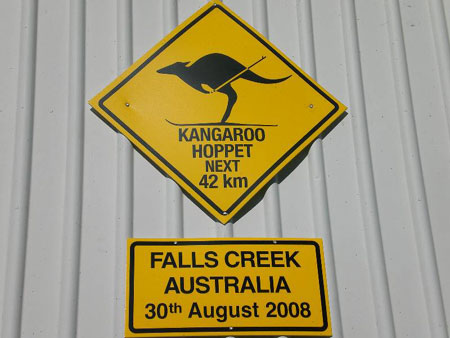 KANGAROO
HOPPET
NEXT
42 km
FALLS CREEK
AUSTRALIA
30th August 2008